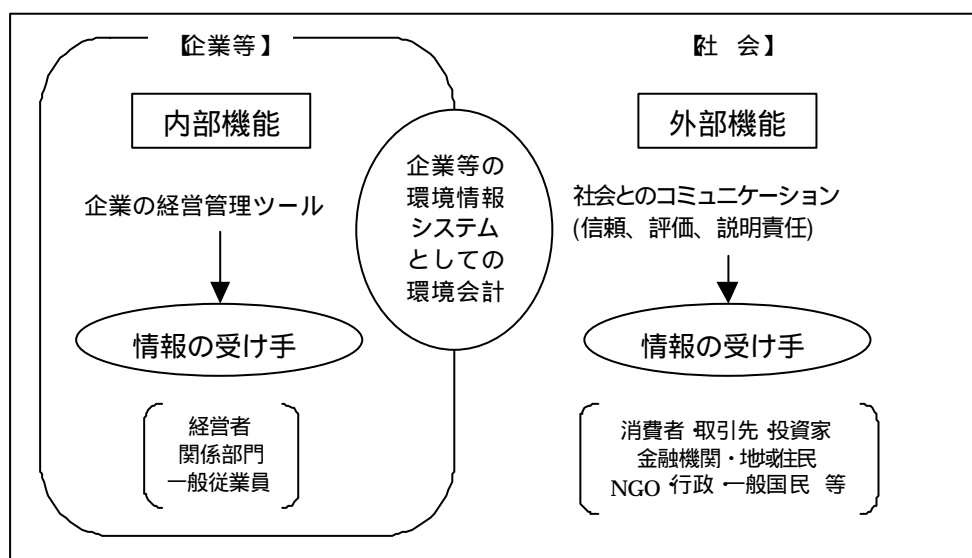 【企業等】
内部機能
企業の経営管理ツール
情報の受け手
経営者
関係部門
一般従業員
企業等の
環境情報
システム
としての
環境会計
【社 会】
外部機能
社会とのコミュニケーション
(信頼、評価、説明責任)
情報の受け手
消費者・取引先・投資家
金融機関・地域住民
NGO・行政・一般国民 等